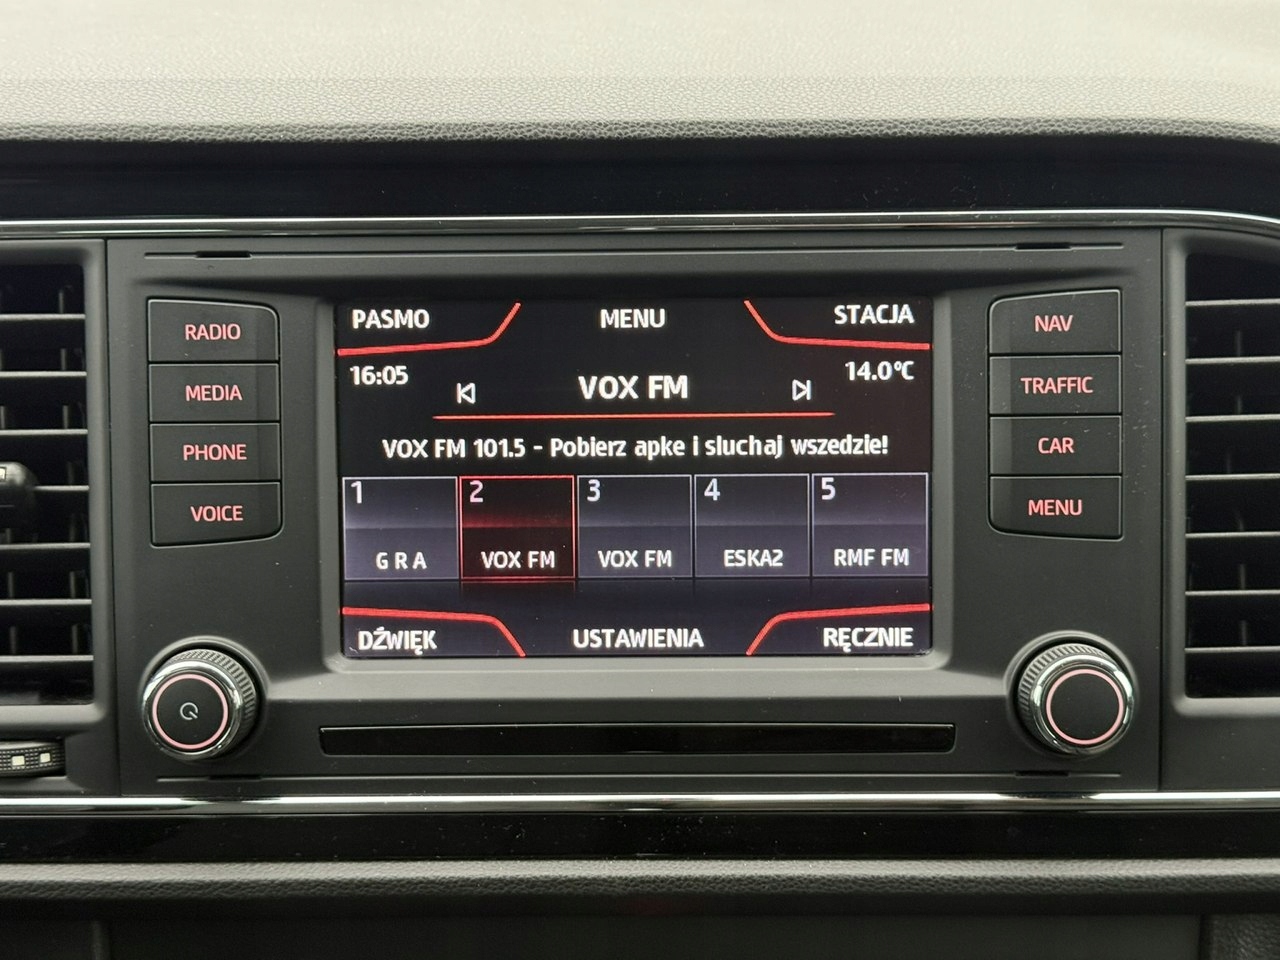 PASMO MENU STACJA
RADIO
MEDIA
PHONE
VOICE
16:05 VOX FM 14.0°C
VOX FM 101.5 - Pobierz apke i sluchaj wszedzie!
1 2 3 4 5
G R A VOX FM VOX FM ESKA2 RMF FM
DŹWIĘK USTAWIENIA RĘCZNIE
NAV
TRAFFIC
CAR
MENU